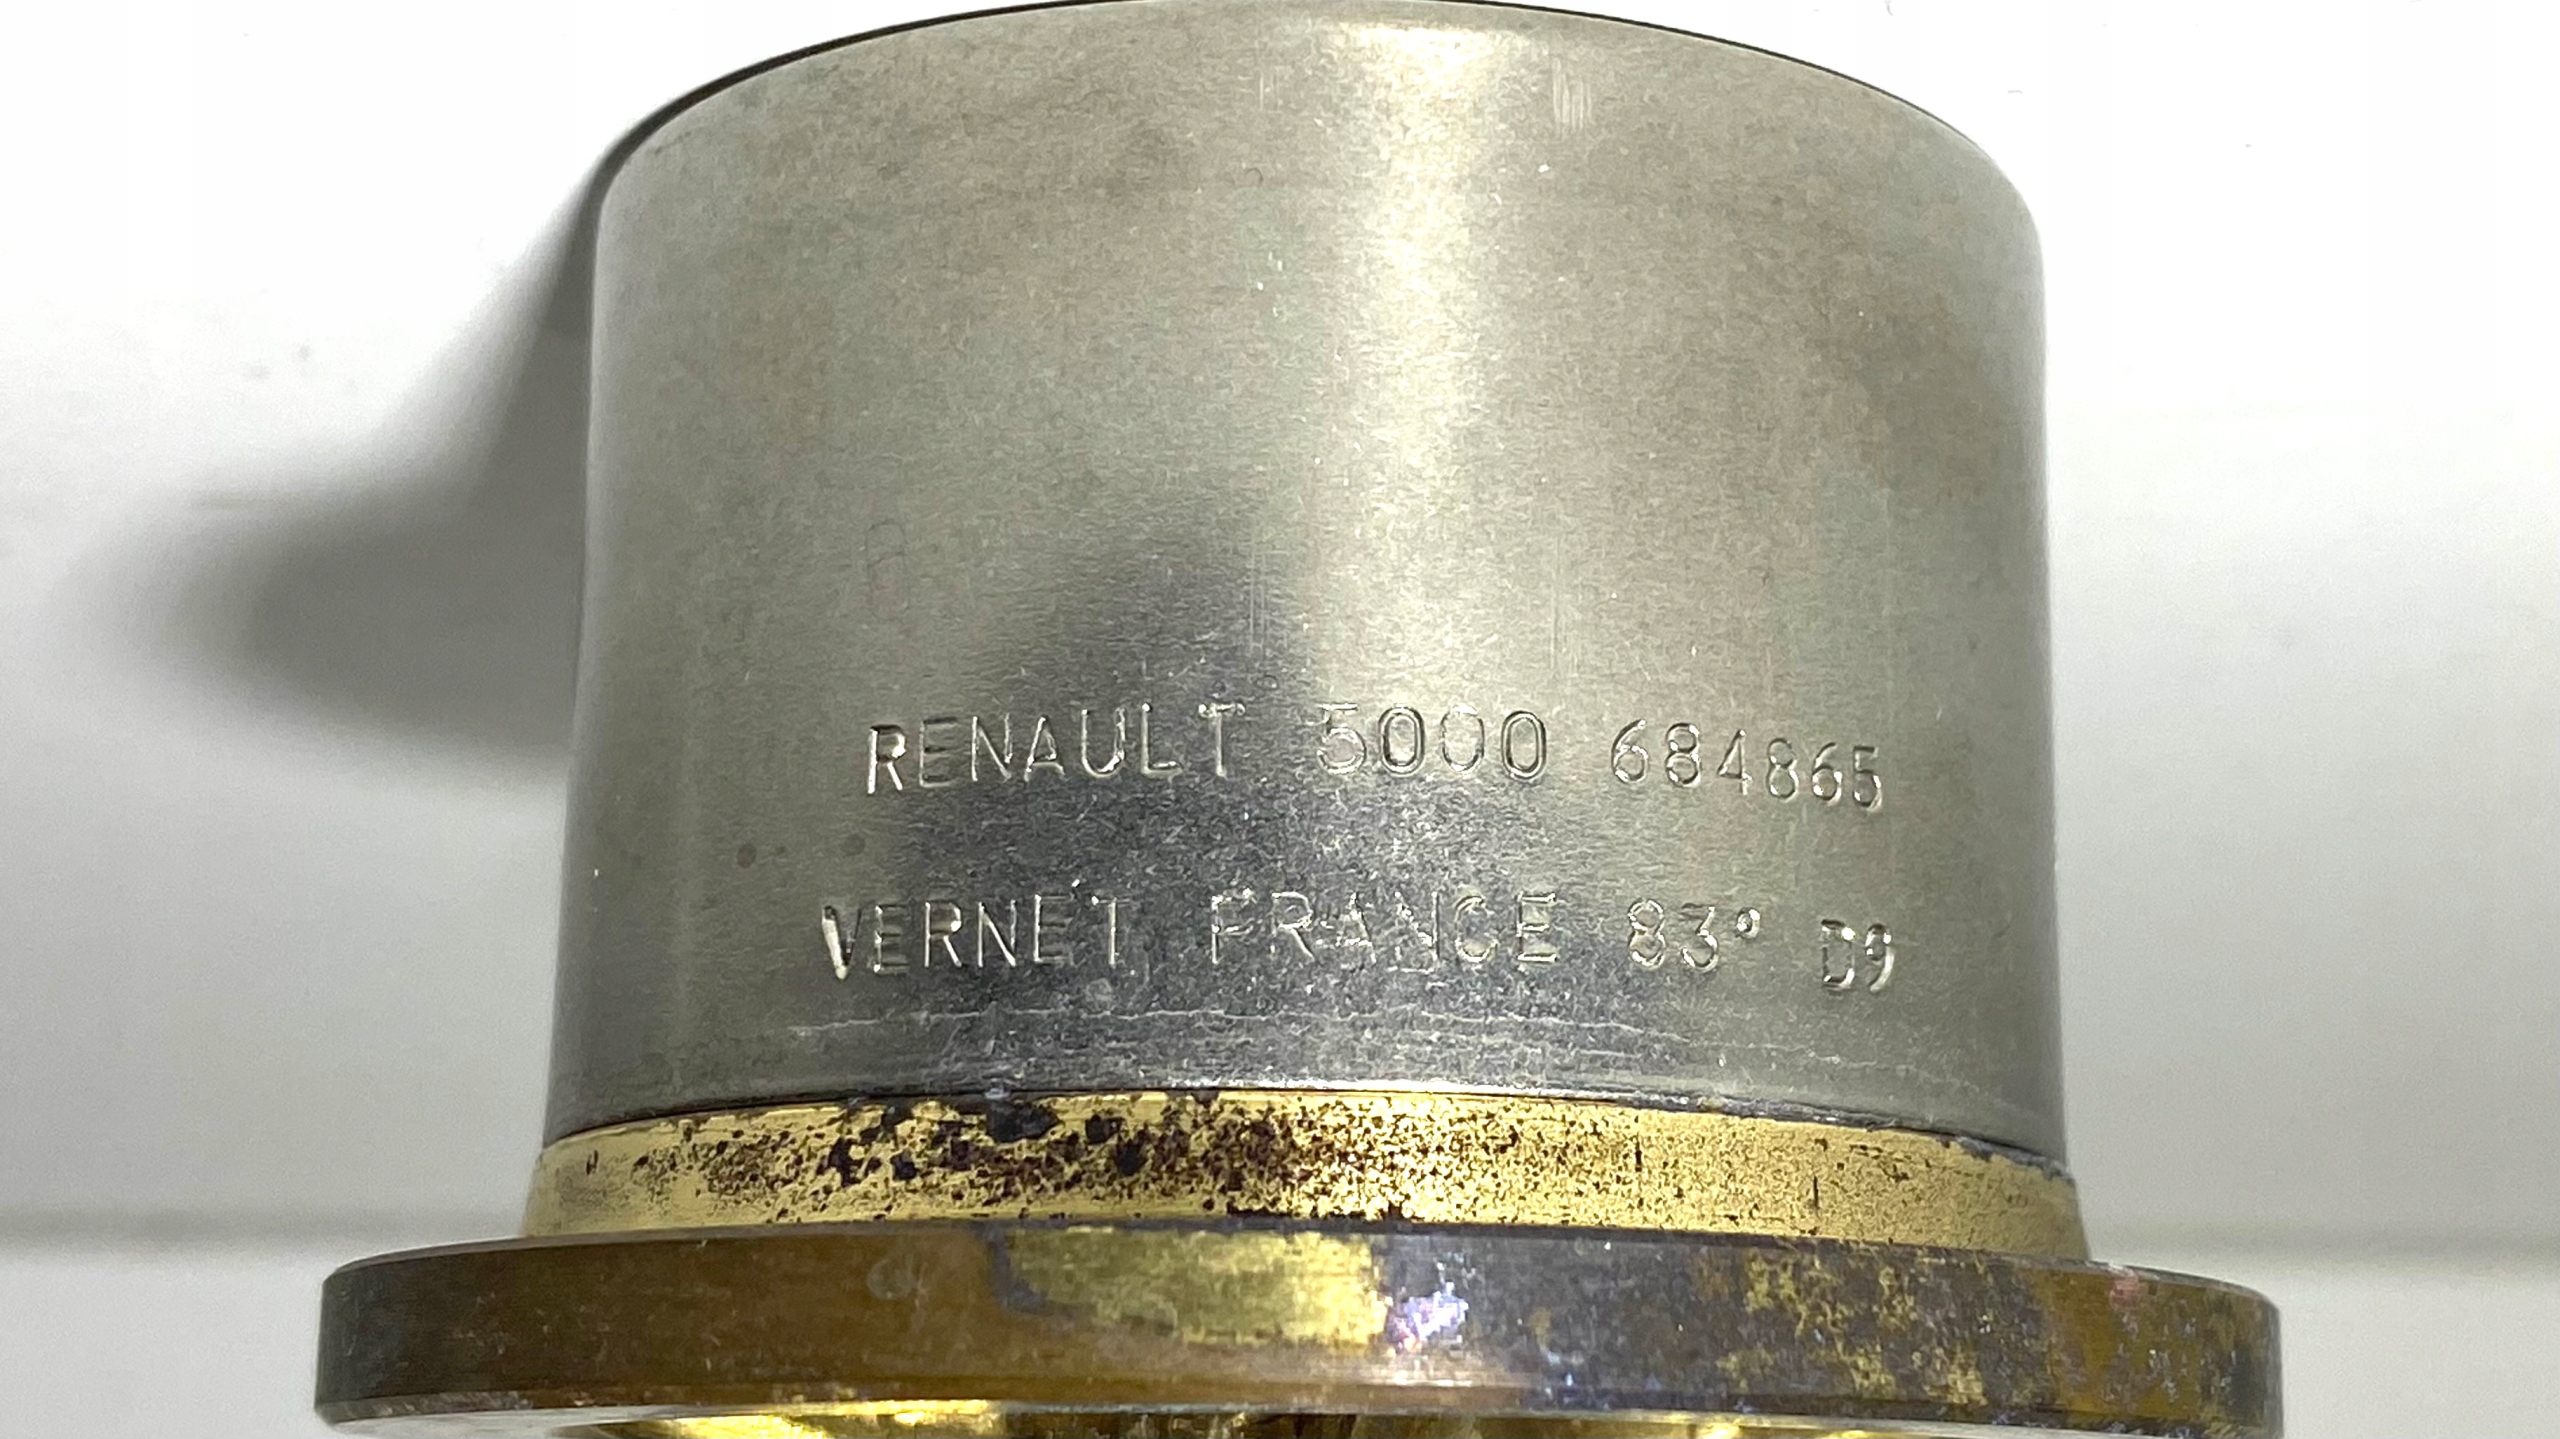 RENAULT 5000 684865
VERNET FRANCE 83° D9